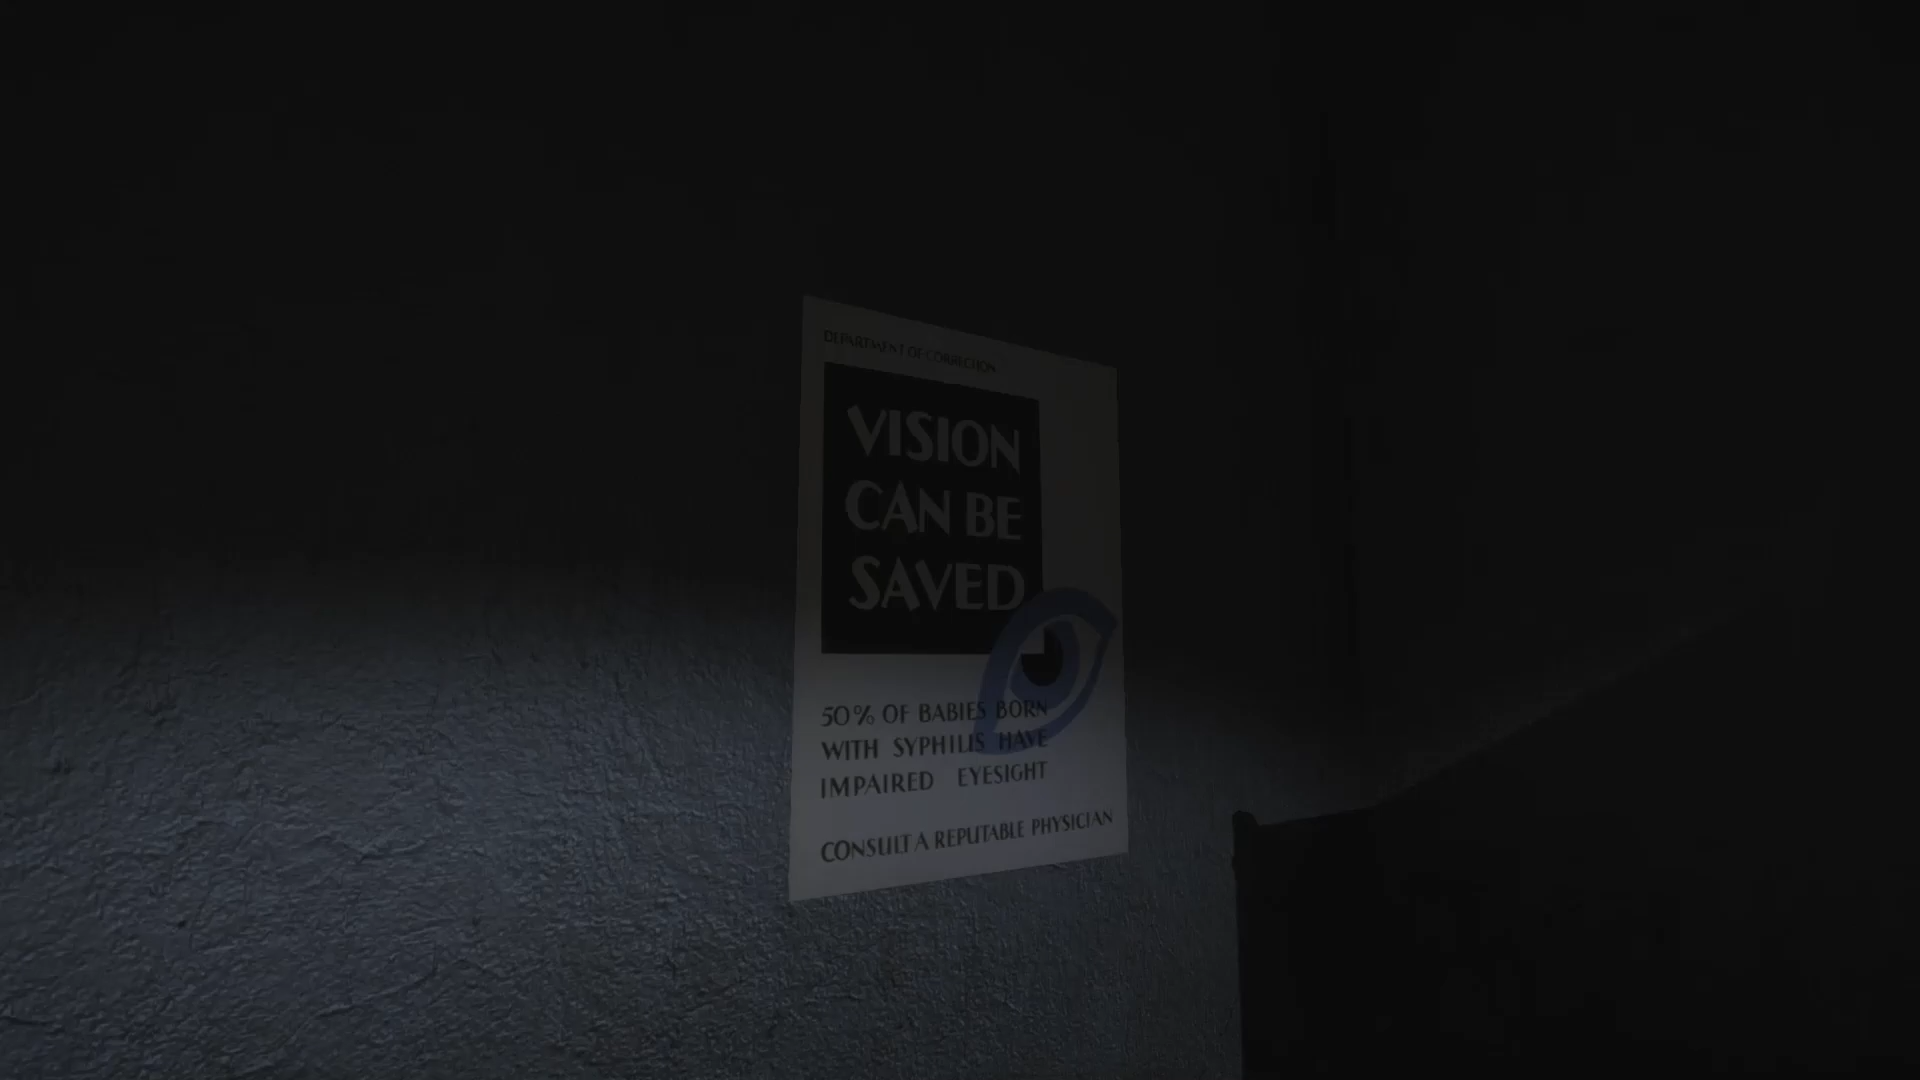 DEPARTMENT OF CORRECTION
VISION
CAN BE
SAVED
50% OF BABIES BORN
WITH SYPHILIS HAVE
IMPAIRED EYESIGHT
CONSULT A REPUTABLE PHYSICIAN